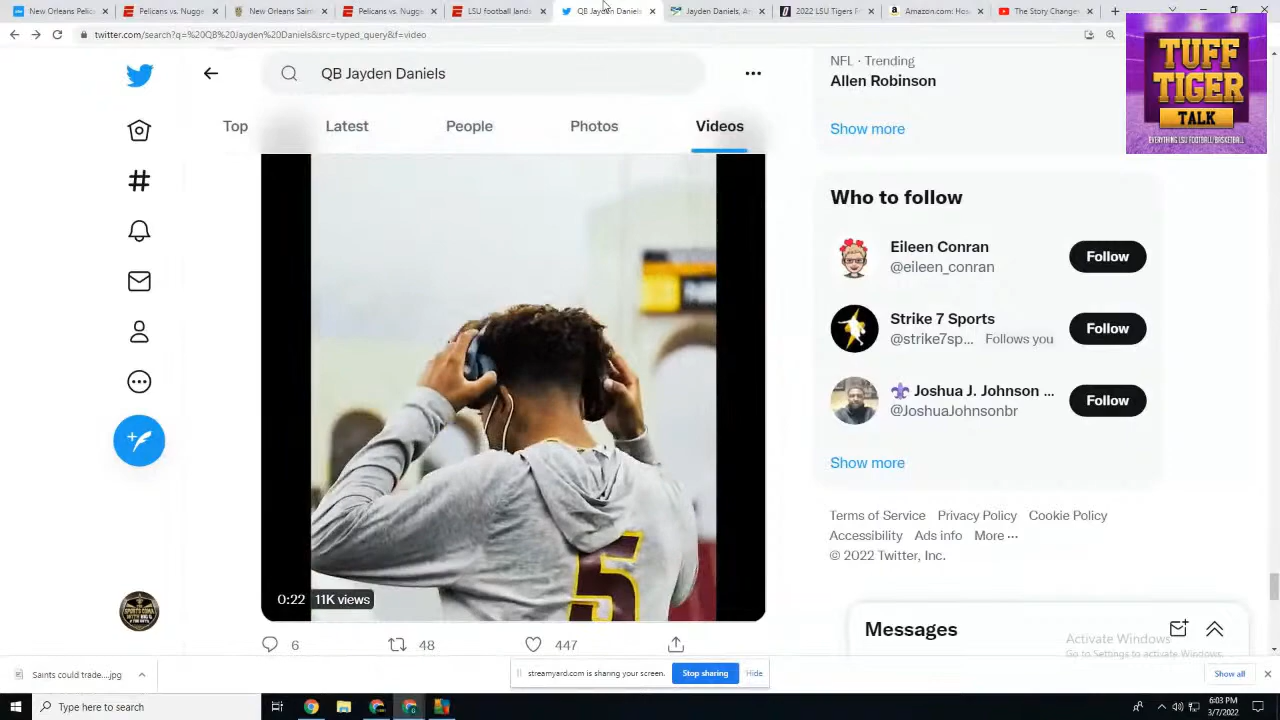 New Orleans Pelic
Pelicans vs. Nugg
New Orleans Sain
Pelicans vs. Nugge
LSU Football lands
QB Jayden Daniels
Jayden Daniels, A
2022 LSU Tigers F
Amazon.com: Hos
The Story Change
twitter.com/search?q=%20QB%20Jayden%20Daniels&src=typed_query&f=video
QB Jayden Daniels
Top
Latest
People
Photos
Videos
5
0:22
11K views
6
48
447
NFL · Trending
Allen Robinson
Show more
Who to follow
Eileen Conran
@eileen_conran
Follow
Strike 7 Sports
@strike7sp... Follows you
Follow
Joshua J. Johnson ...
@JoshuaJohnsonbr
Follow
Show more
Terms of Service Privacy Policy Cookie Policy
Accessibility Ads info More ...
© 2022 Twitter, Inc.
Messages
Activate Windows
Go to Settings to activate Windows.
TUFF
TIGER
TALK
EVERYTHING LSU FOOTBALL/BASKETBALL
Saints could trade....jpg
streamyard.com is sharing your screen.
Stop sharing
Hide
Show all
Type here to search
6:03 PM
3/7/2022